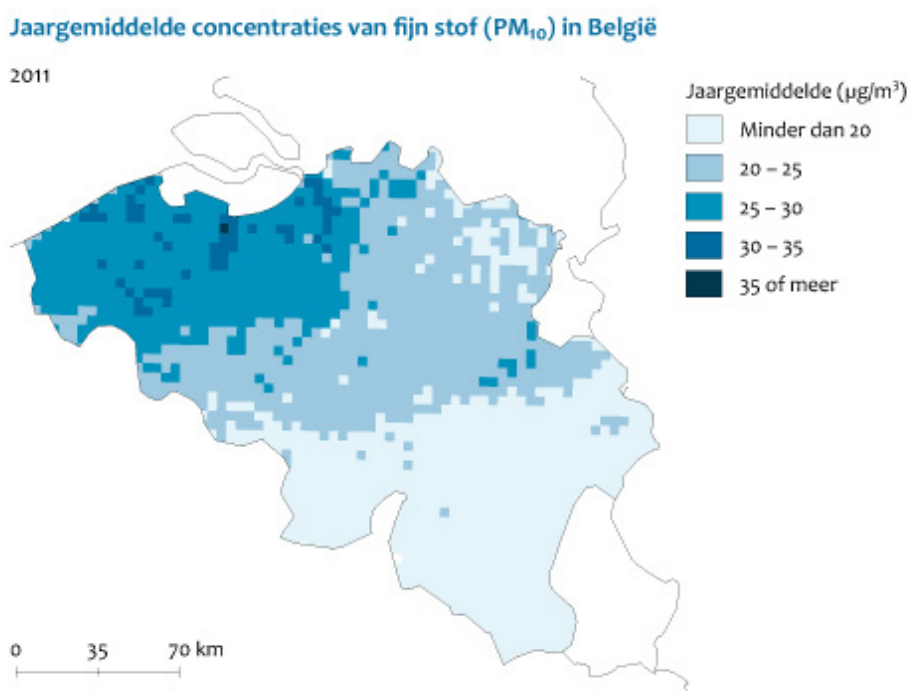 Jaargemiddelde concentraties van fijn stof (PM₁₀) in België
2011
Jaargemiddelde (µg/m³)
Minder dan 20
20 – 25
25 – 30
30 – 35
35 of meer
0 35 70 km